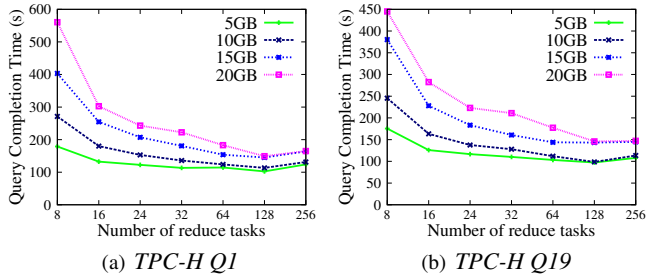 Query Completion Time (s)
600
500
400
300
200
100
0
5GB
10GB
15GB
20GB
8 16 24 32 64 128 256
Number of reduce tasks
(a) TPC-H Q1
Query Completion Time (s)
450
400
350
300
250
200
150
100
50
0
5GB
10GB
15GB
20GB
8 16 24 32 64 128 256
Number of reduce tasks
(b) TPC-H Q19